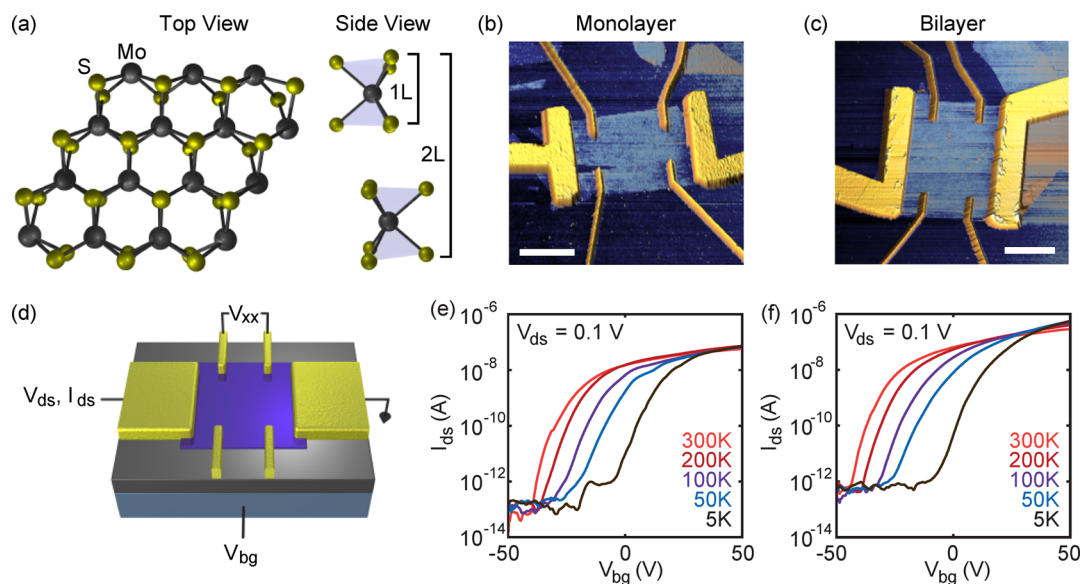 (a) Top View Side View
S Mo
1L
2L
(b) Monolayer
(c) Bilayer
(d)
Vxx
Vds, Ids
Vbg
(e)
Vds = 0.1 V
Ids (A)
10^-6
10^-8
10^-10
10^-12
10^-14
300K
200K
100K
50K
5K
-50 0 50
Vbg (V)
(f)
Vds = 0.1 V
Ids (A)
10^-6
10^-8
10^-10
10^-12
10^-14
300K
200K
100K
50K
5K
-50 0 50
Vbg (V)